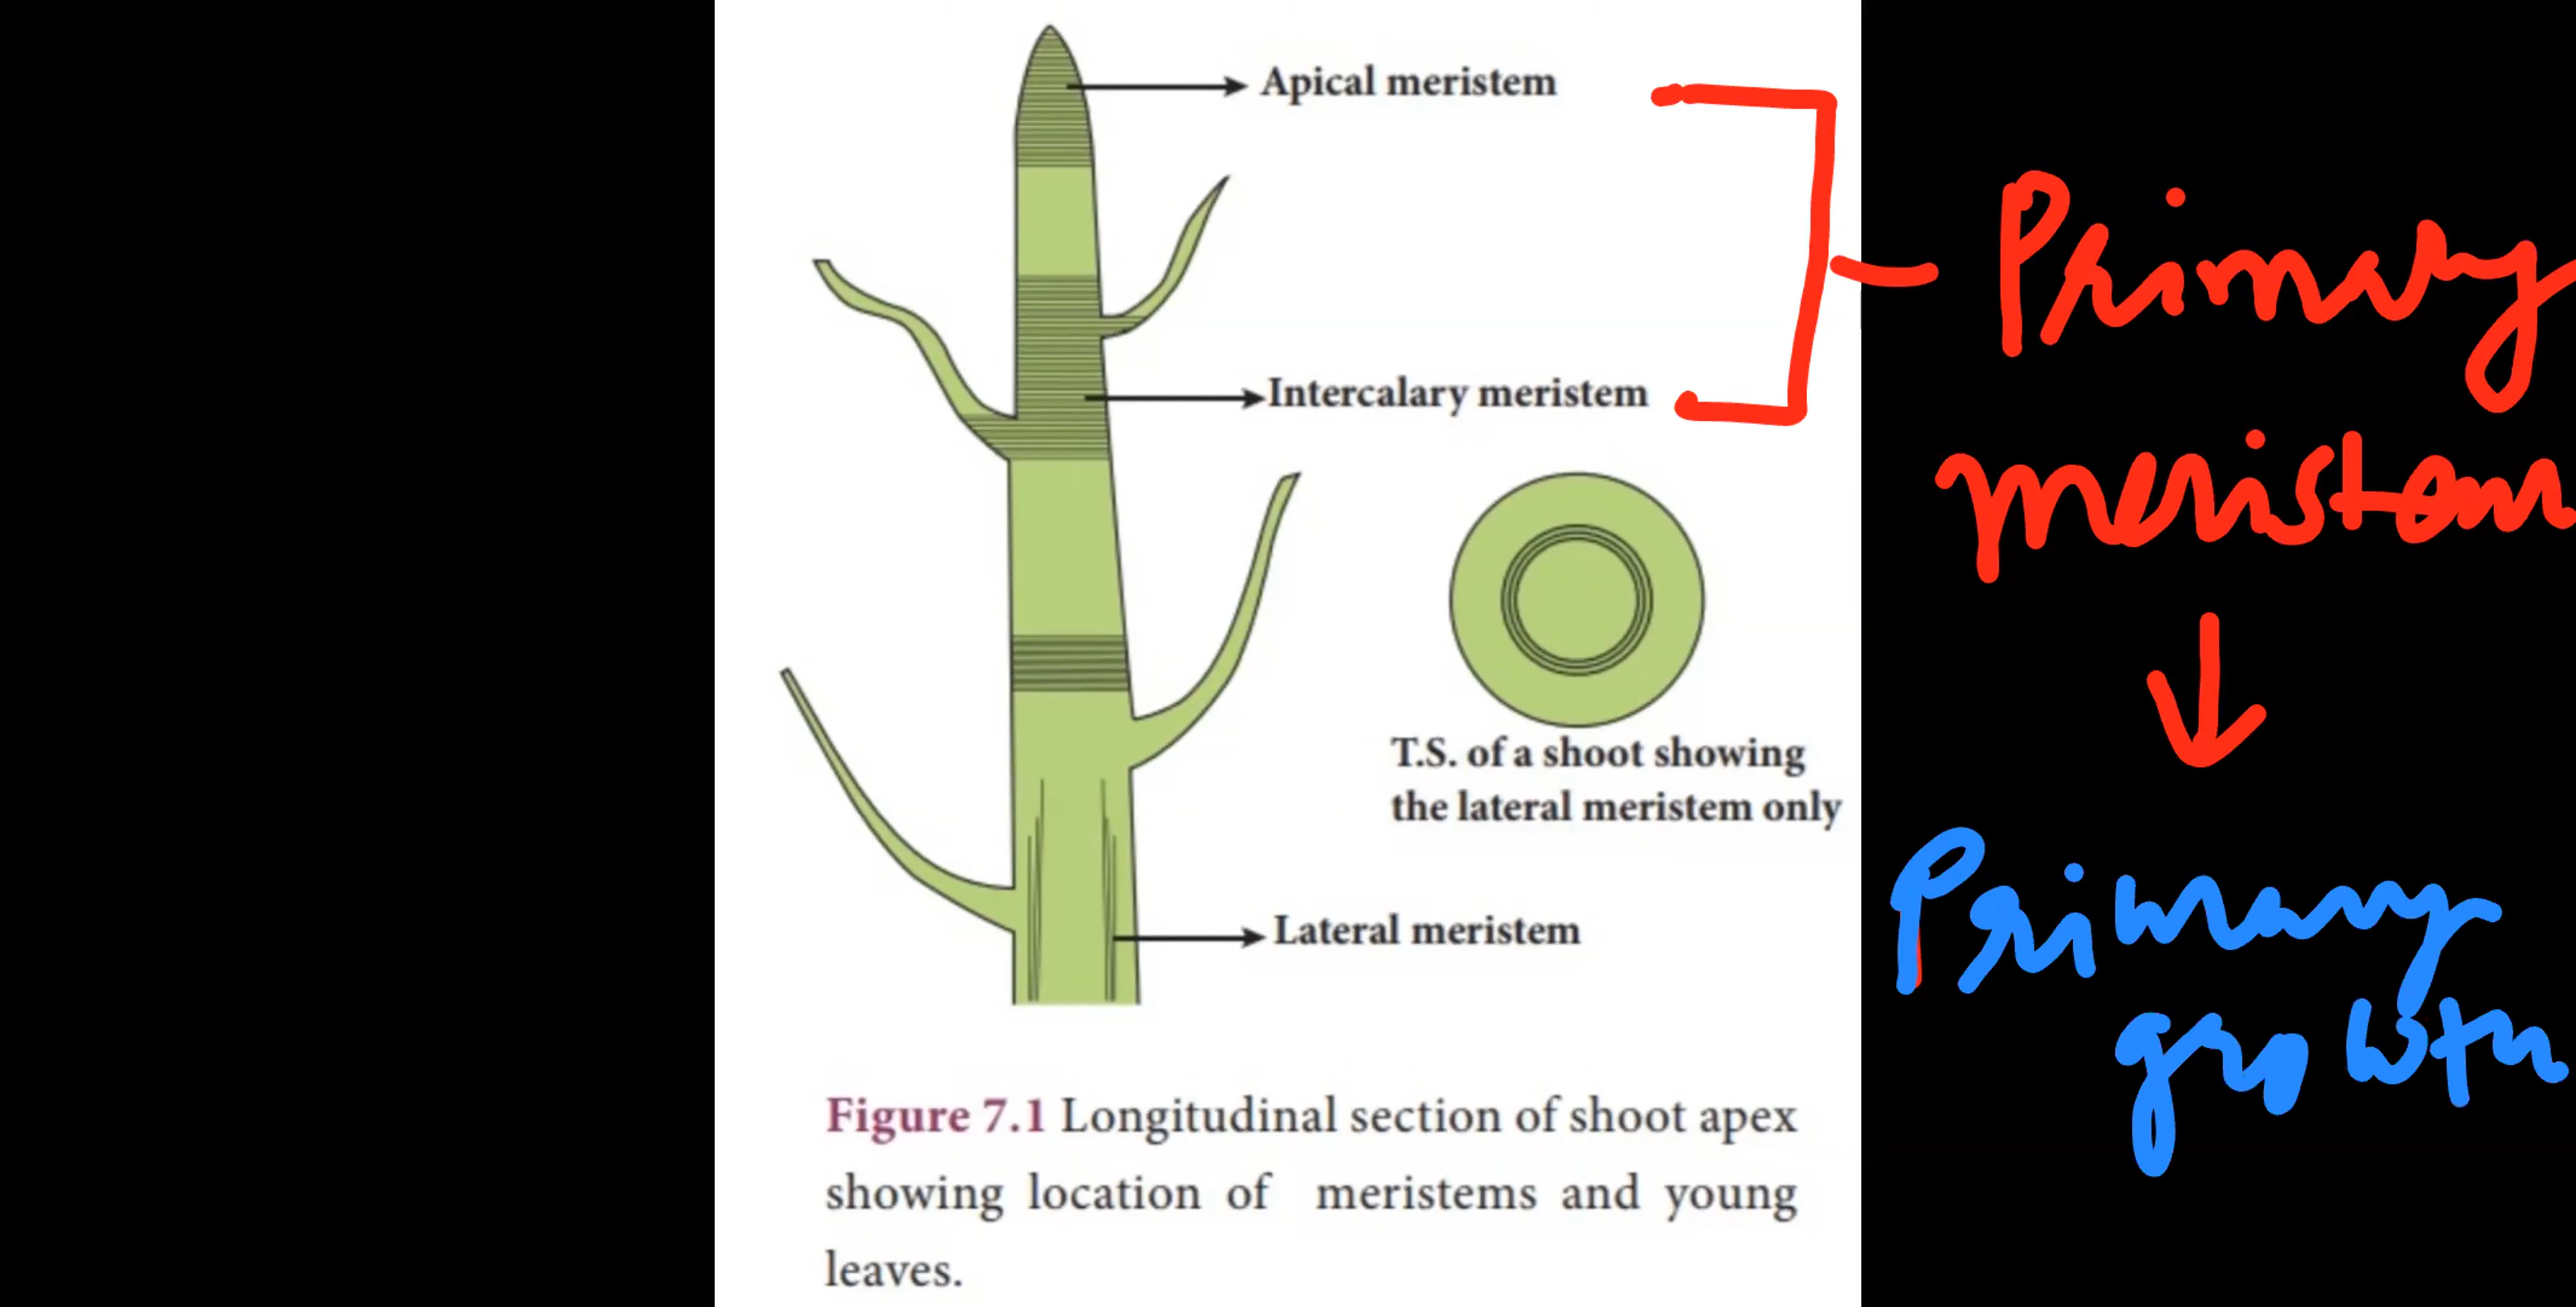 Apical meristem
Intercalary meristem
T.S. of a shoot showing
the lateral meristem only
Lateral meristem
Figure 7.1 Longitudinal section of shoot apex
showing location of meristems and young
leaves.
Primary
meristem
Primary
growth